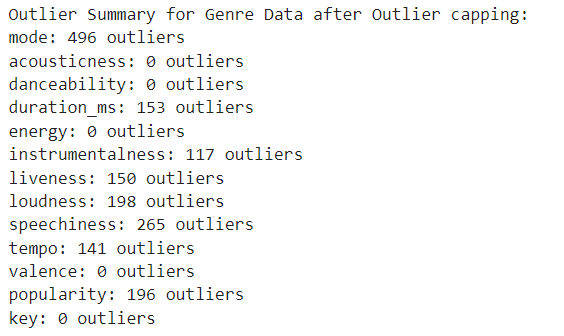 Outlier Summary for Genre Data after Outlier capping:
mode: 496 outliers
acousticness: 0 outliers
danceability: 0 outliers
duration_ms: 153 outliers
energy: 0 outliers
instrumentalness: 117 outliers
liveness: 150 outliers
loudness: 198 outliers
speechiness: 265 outliers
tempo: 141 outliers
valence: 0 outliers
popularity: 196 outliers
key: 0 outliers